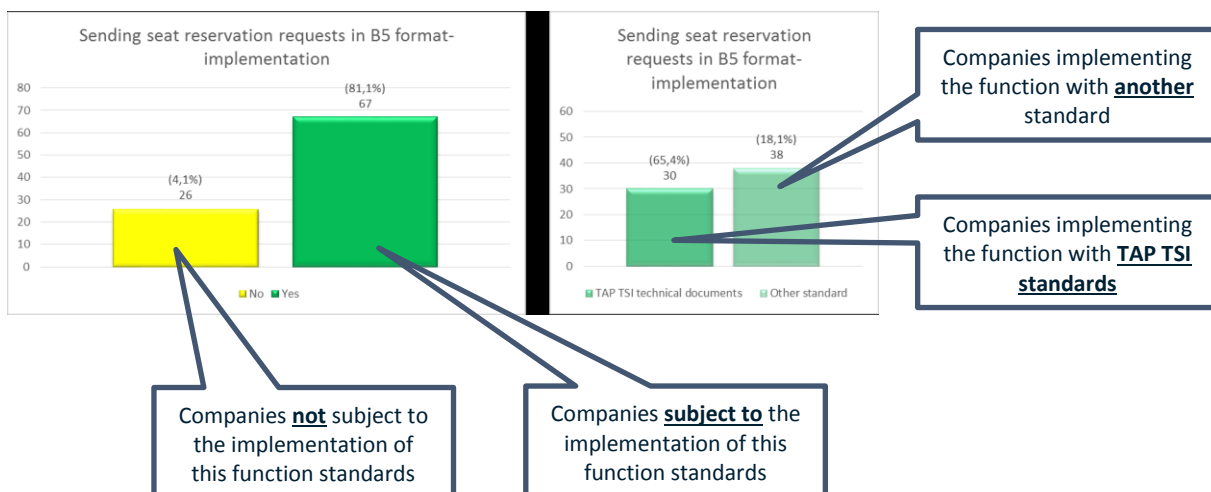 Sending seat reservation requests in B5 format-
implementation
80
70
60
50
40
30
20
10
0
(4,1%)
26
(81,1%)
67
No Yes
Sending seat reservation
requests in B5 format-
implementation
60
50
40
30
20
10
0
(65,4%)
30
(18,1%)
38
TAP TSI technical documents Other standard
Companies implementing
the function with another
standard
Companies implementing
the function with TAP TSI
standards
Companies not subject to
the implementation of
this function standards
Companies subject to the
implementation of this
function standards